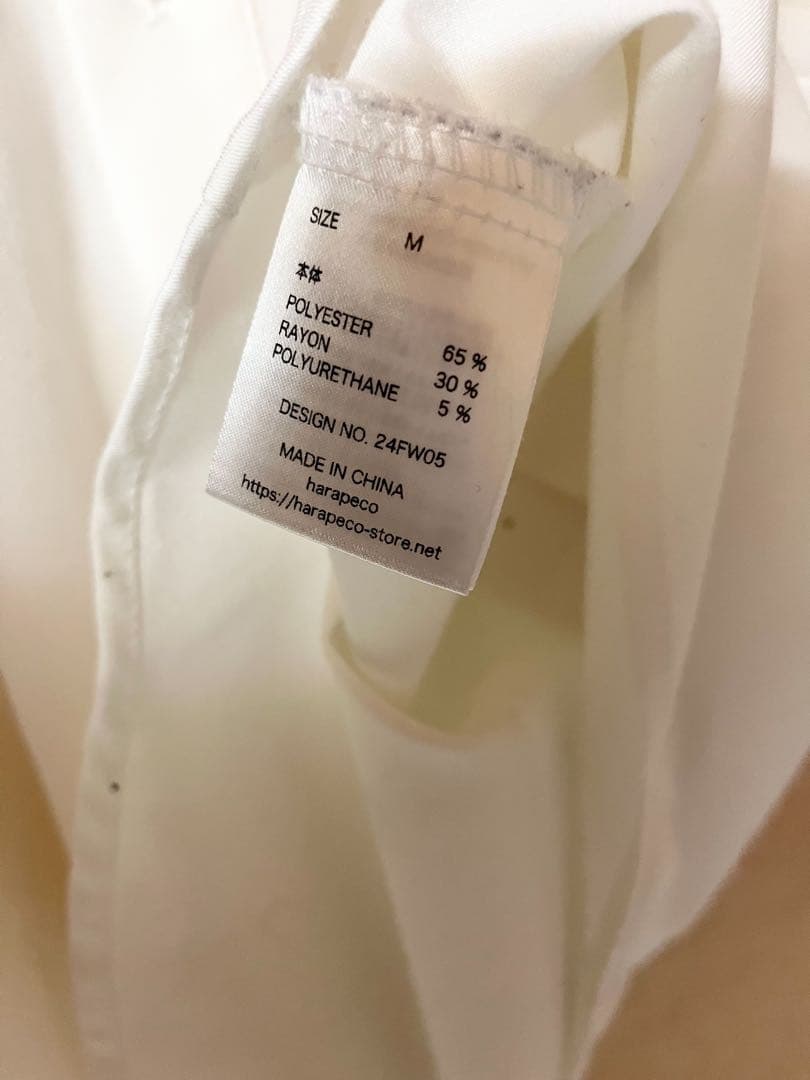 SIZE M
本体
POLYESTER 65 %
RAYON 30 %
POLYURETHANE 5 %
DESIGN NO. 24FW05
MADE IN CHINA
harapeco
https://harapeco-store.net